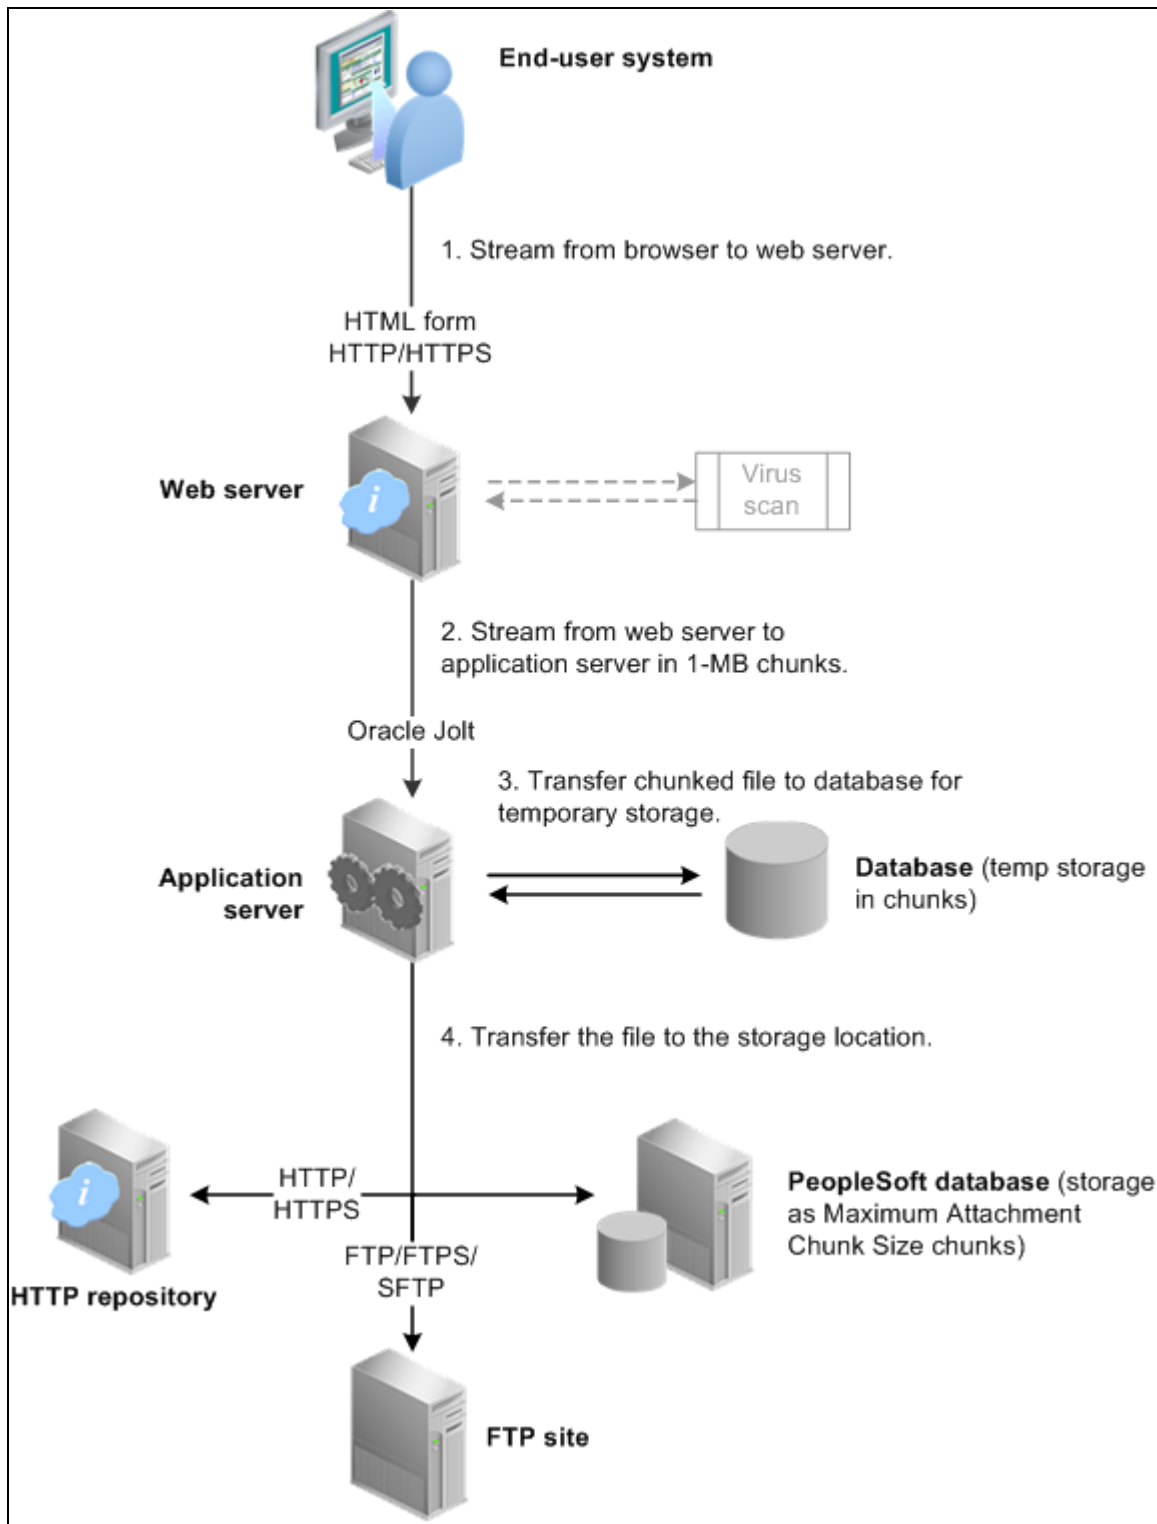 End-user system
1. Stream from browser to web server.
HTML form
HTTP/HTTPS
Web server
Virus
scan
2. Stream from web server to
application server in 1-MB chunks.
Oracle Jolt
3. Transfer chunked file to database for
temporary storage.
Application
server
Database (temp storage
in chunks)
4. Transfer the file to the storage location.
HTTP/
HTTPS
PeopleSoft database (storage
as Maximum Attachment
Chunk Size chunks)
FTP/FTPS/
SFTP
HTTP repository
FTP site